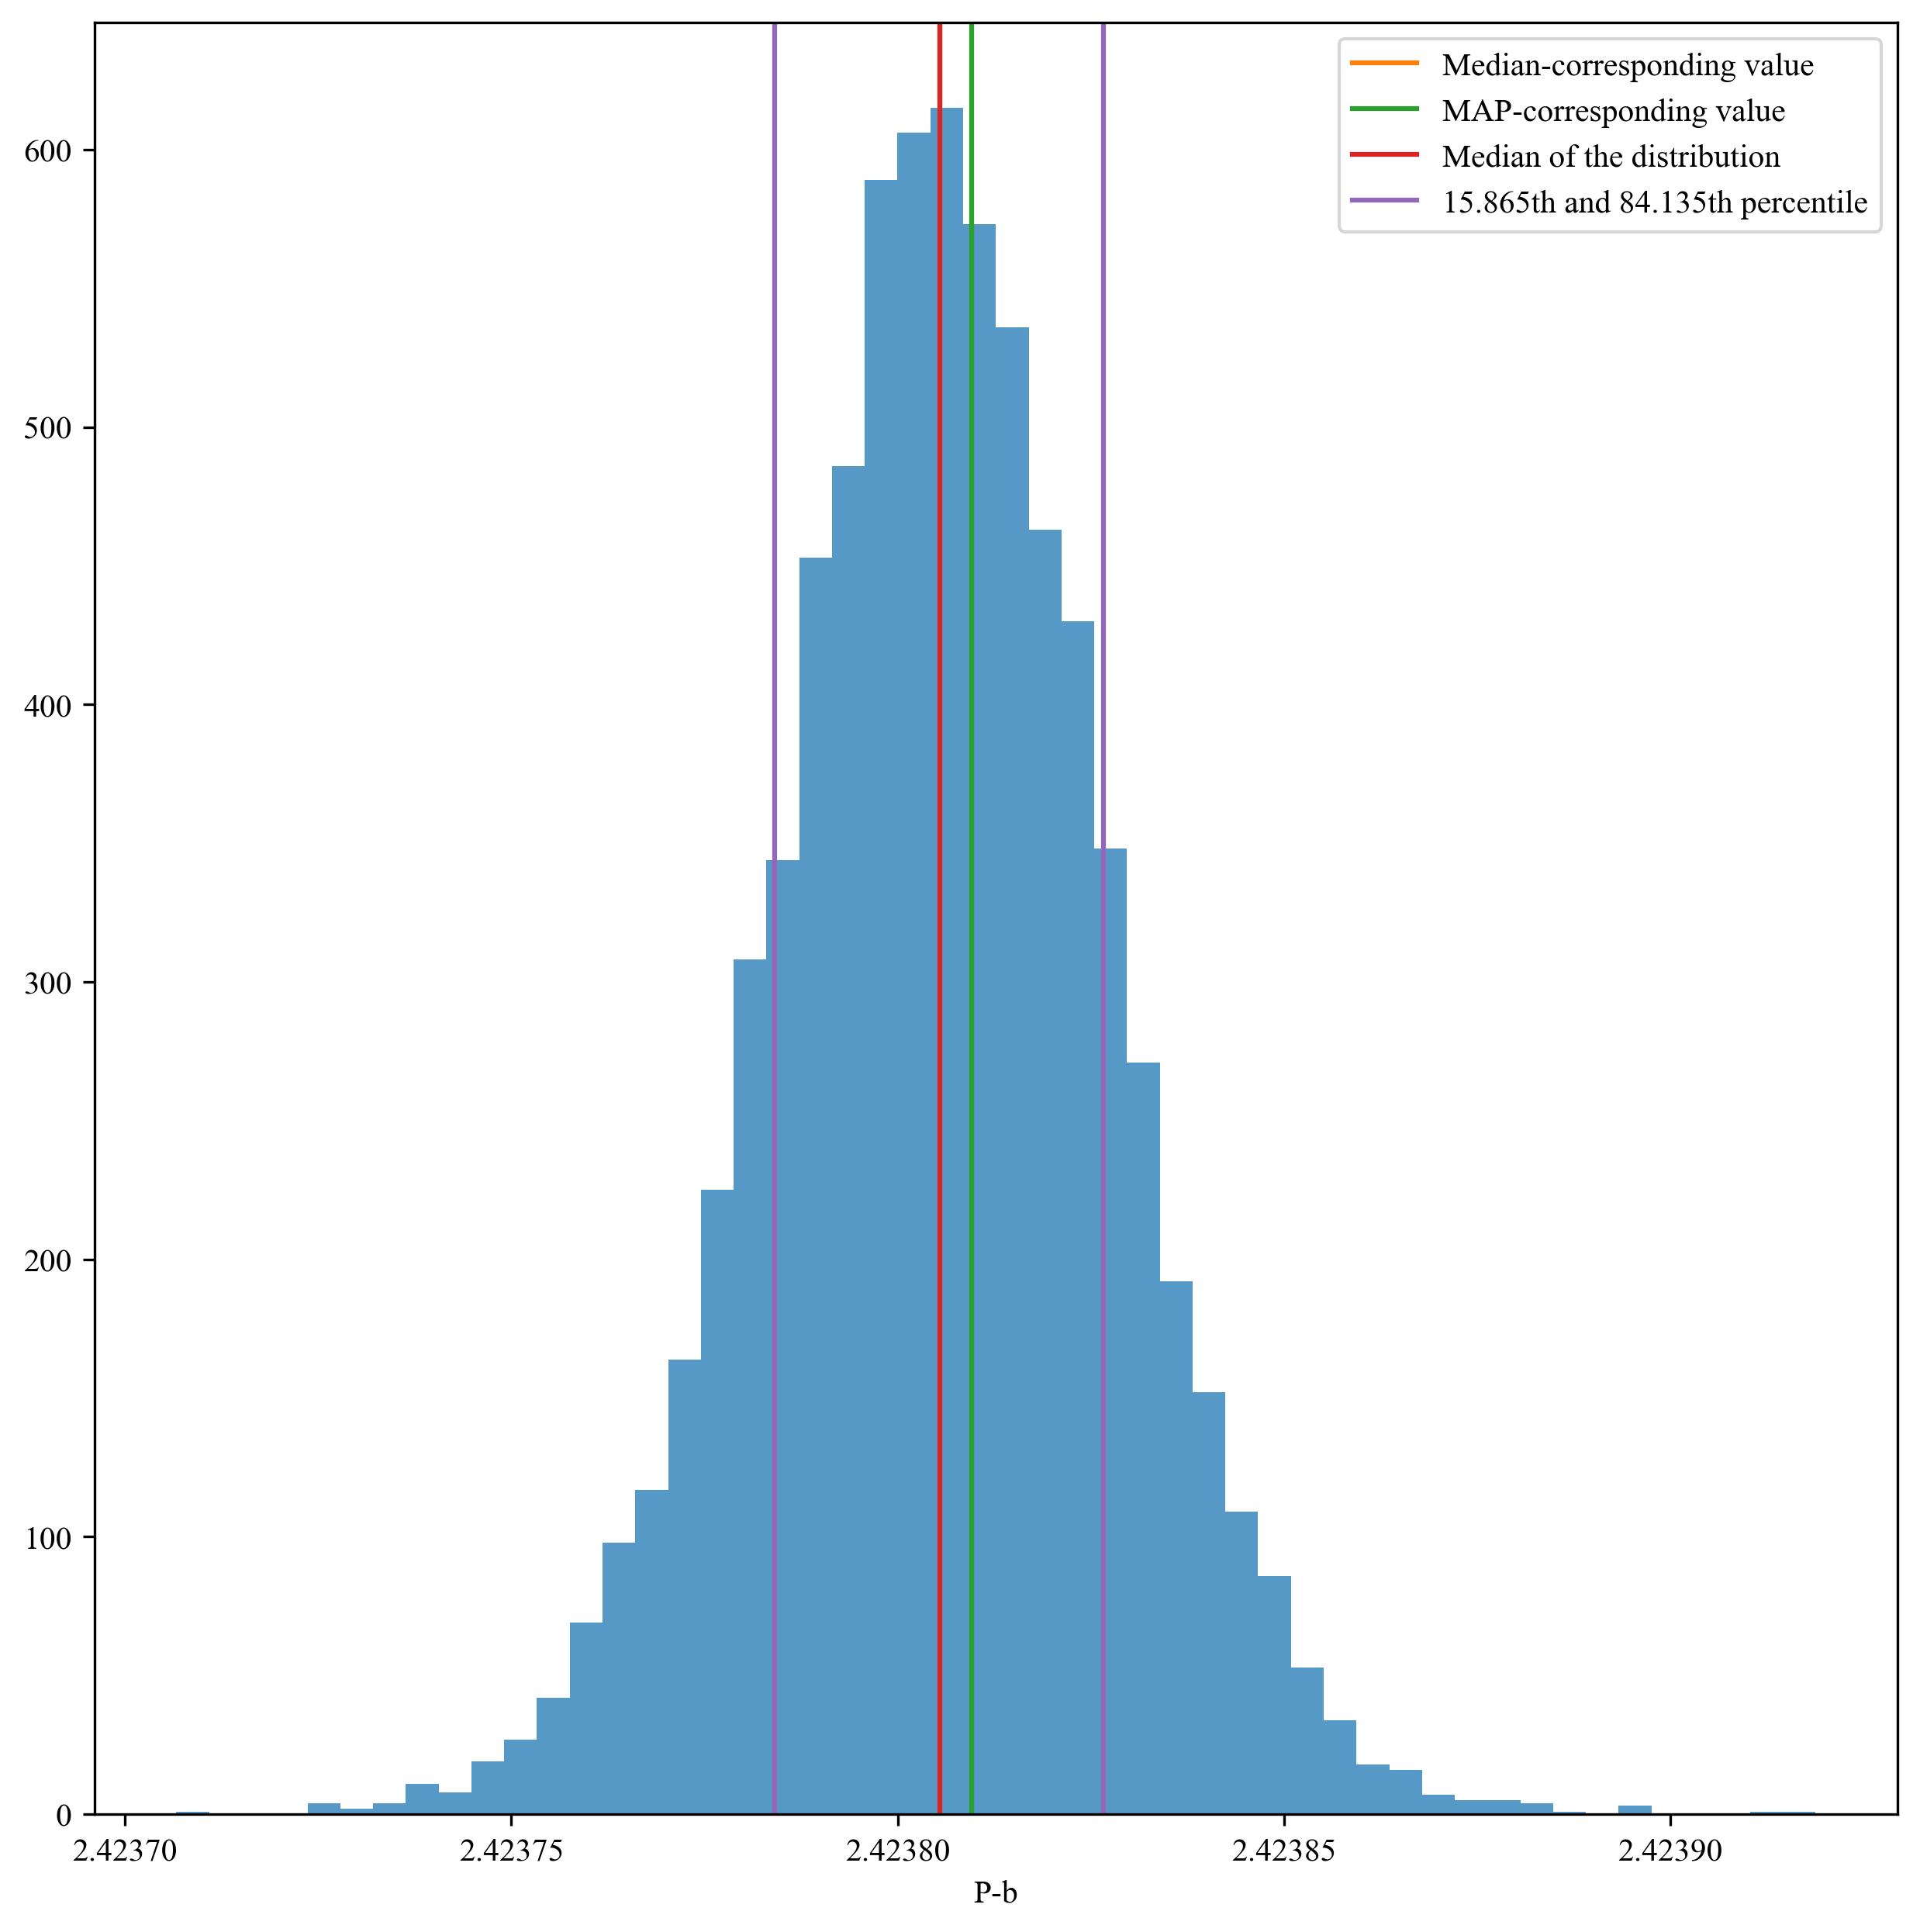 Median-corresponding value
MAP-corresponding value
Median of the distribution
15.865th and 84.135th percentile
600
500
400
300
200
100
0
2.42370 2.42375 2.42380 2.42385 2.42390
P-b